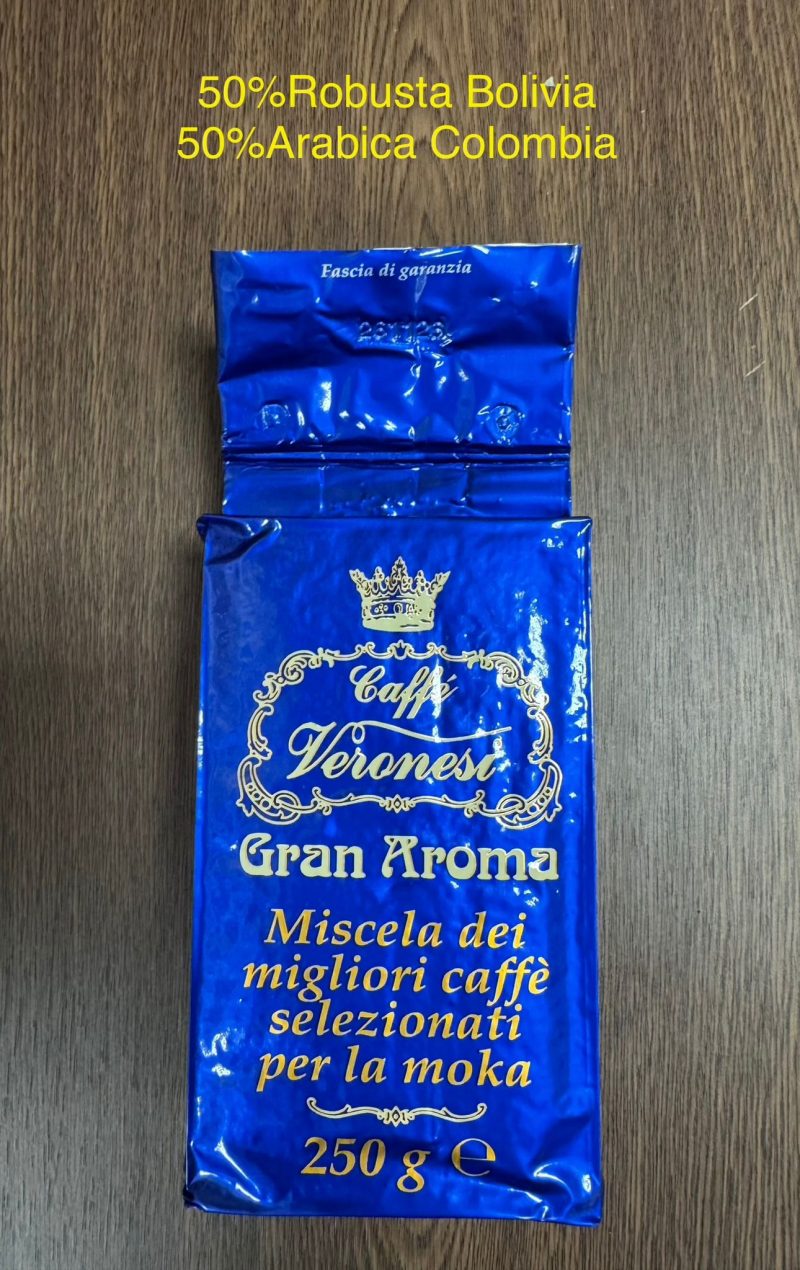 50%Robusta Bolivia
50%Arabica Colombia
Fascia di garanzia
Caffé
Veronesi
Gran Aroma
Miscela dei
migliori caffè
selezionati
per la moka
250 g ℮